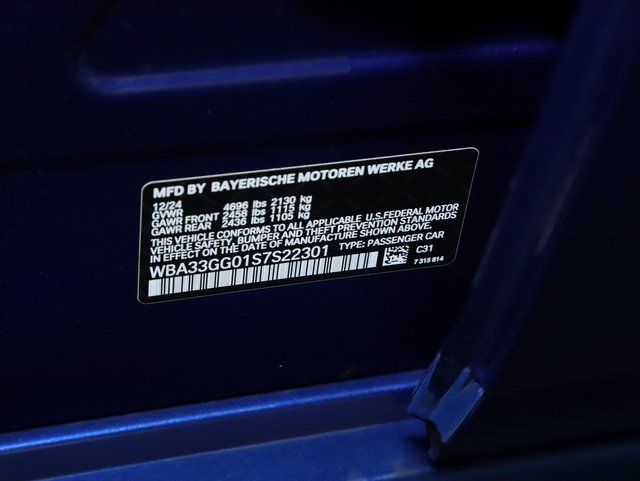 MFD BY BAYERISCHE MOTOREN WERKE AG
12/24
GVWR 4696 lbs 2130 kg
GAWR FRONT 2458 lbs 1115 kg
GAWR REAR 2436 lbs 1105 kg
THIS VEHICLE CONFORMS TO ALL APPLICABLE U.S.FEDERAL MOTOR
VEHICLE SAFETY, BUMPER AND THEFT PREVENTION STANDARDS
IN EFFECT ON THE DATE OF MANUFACTURE SHOWN ABOVE.
WBA33GG01S7S22301 TYPE: PASSENGER CAR
C31
7 315 814